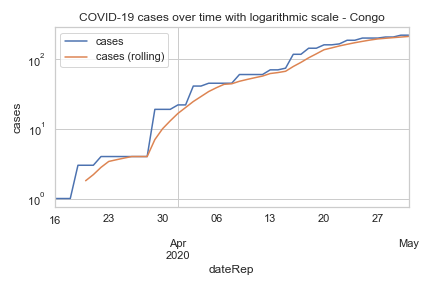 COVID-19 cases over time with logarithmic scale - Congo
cases
cases (rolling)
cases
10²
10¹
10⁰
16 23 30 06 13 20 27
Apr May
2020
dateRep